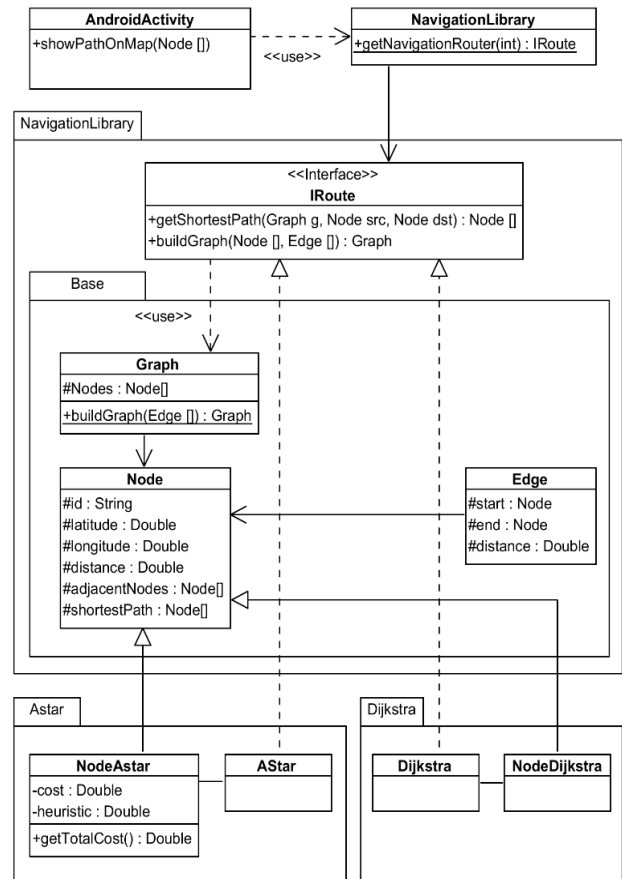 AndroidActivity
+showPathOnMap(Node [])
<<use>>
NavigationLibrary
+getNavigationRouter(int) : IRoute
NavigationLibrary
<<Interface>>
IRoute
+getShortestPath(Graph g, Node src, Node dst) : Node []
+buildGraph(Node [], Edge []) : Graph
Base
<<use>>
Graph
#Nodes : Node[]
+buildGraph(Edge []) : Graph
Node
#id : String
#latitude : Double
#longitude : Double
#distance : Double
#adjacentNodes : Node[]
#shortestPath : Node[]
Edge
#start : Node
#end : Node
#distance : Double
Astar
NodeAstar
-cost : Double
-heuristic : Double
+getTotalCost() : Double
AStar
Dijkstra
Dijkstra
NodeDijkstra